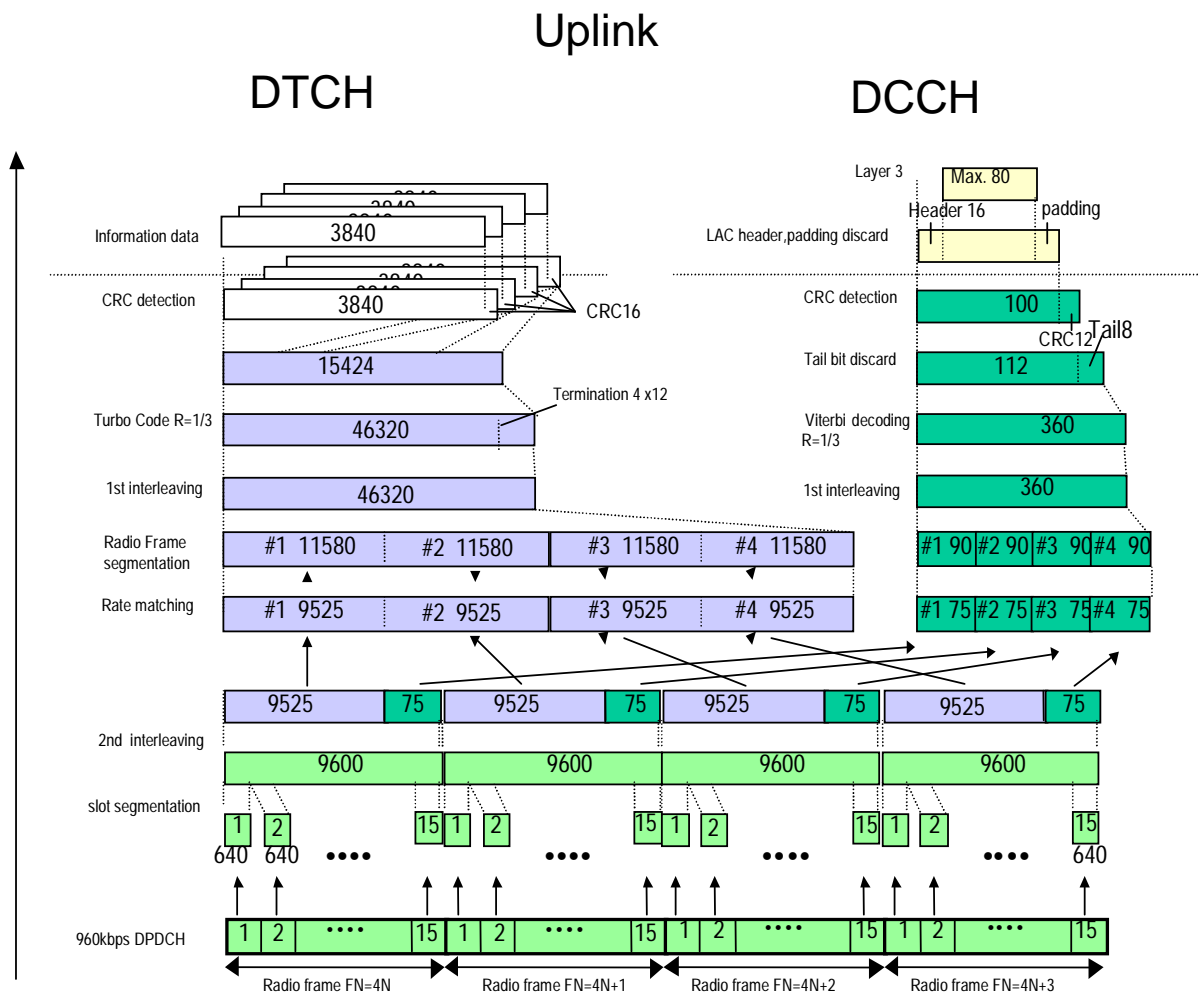 Uplink
DTCH
DCCH
Layer 3
Max. 80
Header 16
padding
Information data
3840
3840
3840
3840
LAC header,padding discard
CRC detection
3840
3840
3840
3840
CRC16
CRC detection
100
CRC12
Tail8
15424
Tail bit discard
112
Termination 4 x12
Turbo Code R=1/3
46320
Viterbi decoding
R=1/3
360
1st interleaving
46320
1st interleaving
360
Radio Frame
segmentation
#1 11580
#2 11580
#3 11580
#4 11580
#1 90
#2 90
#3 90
#4 90
Rate matching
#1 9525
#2 9525
#3 9525
#4 9525
#1 75
#2 75
#3 75
#4 75
9525
75
9525
75
9525
75
9525
75
2nd interleaving
9600
9600
9600
9600
slot segmentation
1
2
15
1
2
15
1
2
15
1
2
15
640
640
••••
••••
••••
••••
640
960kbps DPDCH
1
2
••••
15
1
2
••••
15
1
2
••••
15
1
2
••••
15
Radio frame FN=4N
Radio frame FN=4N+1
Radio frame FN=4N+2
Radio frame FN=4N+3